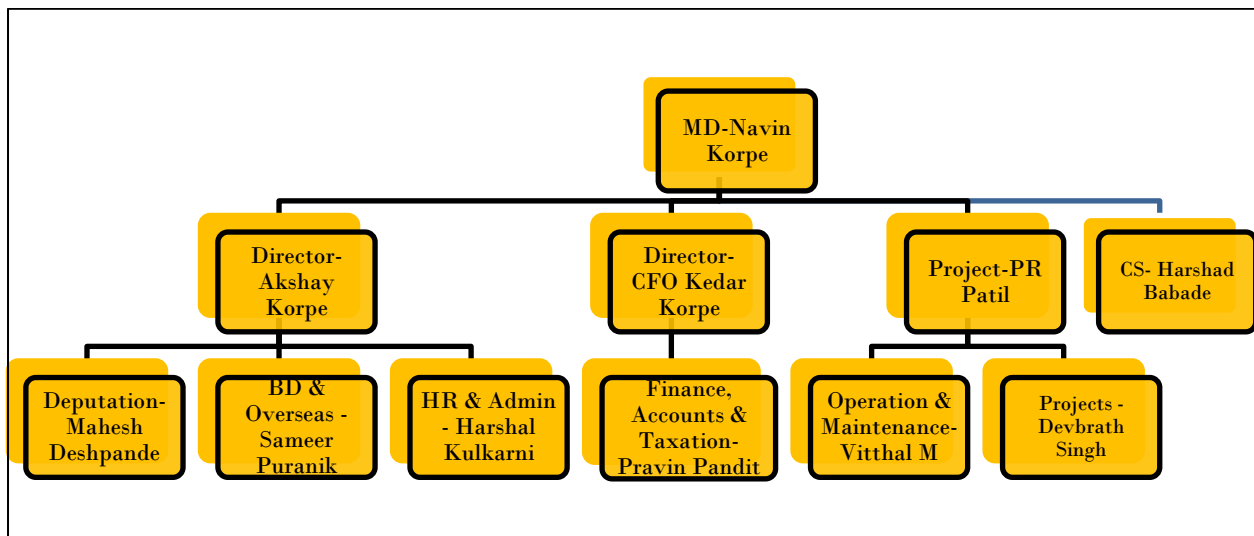 MD-Navin
Korpe
Director-
Akshay
Korpe
Director-
CFO Kedar
Korpe
Project-PR
Patil
CS- Harshad
Babade
Deputation-
Mahesh
Deshpande
BD &
Overseas -
Sameer
Puranik
HR & Admin
- Harshal
Kulkarni
Finance,
Accounts &
Taxation-
Pravin Pandit
Operation &
Maintenance-
Vitthal M
Projects -
Devbrath
Singh